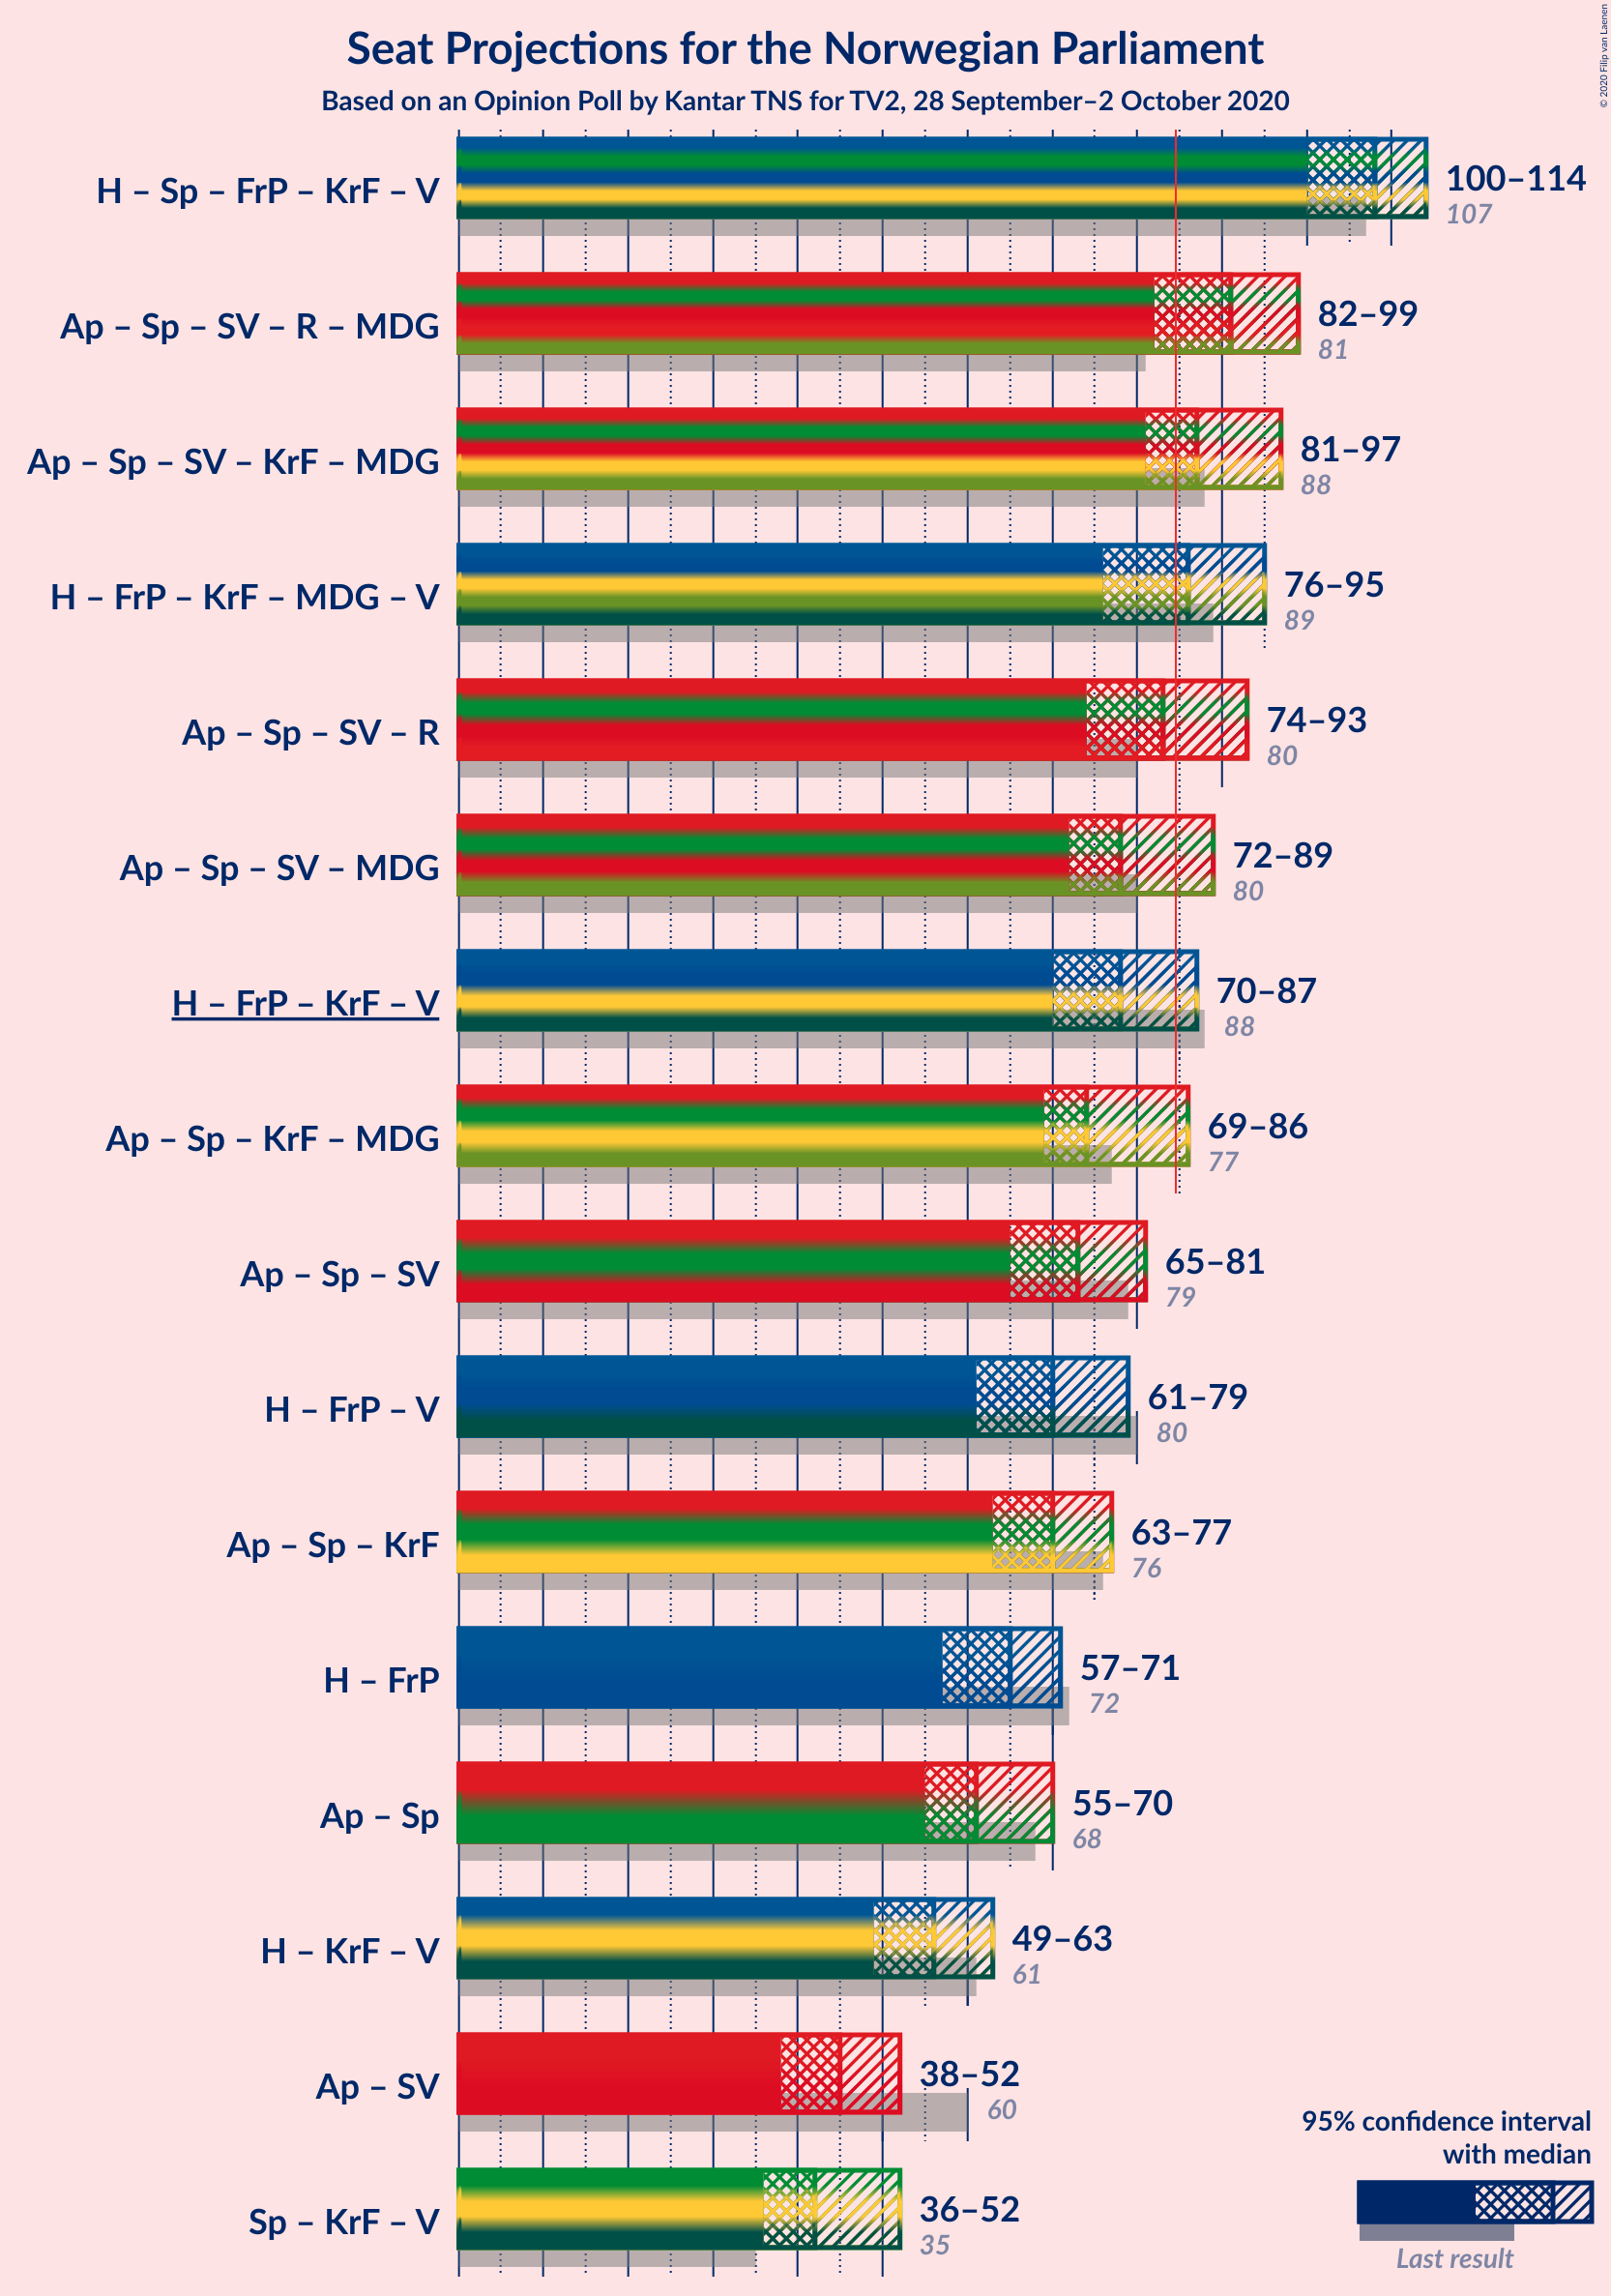 Seat Projections for the Norwegian Parliament
Based on an Opinion Poll by Kantar TNS for TV2, 28 September–2 October 2020
© 2020 Filip van Laenen
H – Sp – FrP – KrF – V
100–114
107
Ap – Sp – SV – R – MDG
82–99
81
Ap – Sp – SV – KrF – MDG
81–97
88
H – FrP – KrF – MDG – V
76–95
89
Ap – Sp – SV – R
74–93
80
Ap – Sp – SV – MDG
72–89
80
H – FrP – KrF – V
70–87
88
Ap – Sp – KrF – MDG
69–86
77
Ap – Sp – SV
65–81
79
H – FrP – V
61–79
80
Ap – Sp – KrF
63–77
76
H – FrP
57–71
72
Ap – Sp
55–70
68
H – KrF – V
49–63
61
Ap – SV
38–52
60
Sp – KrF – V
36–52
35
95% confidence interval
with median
Last result